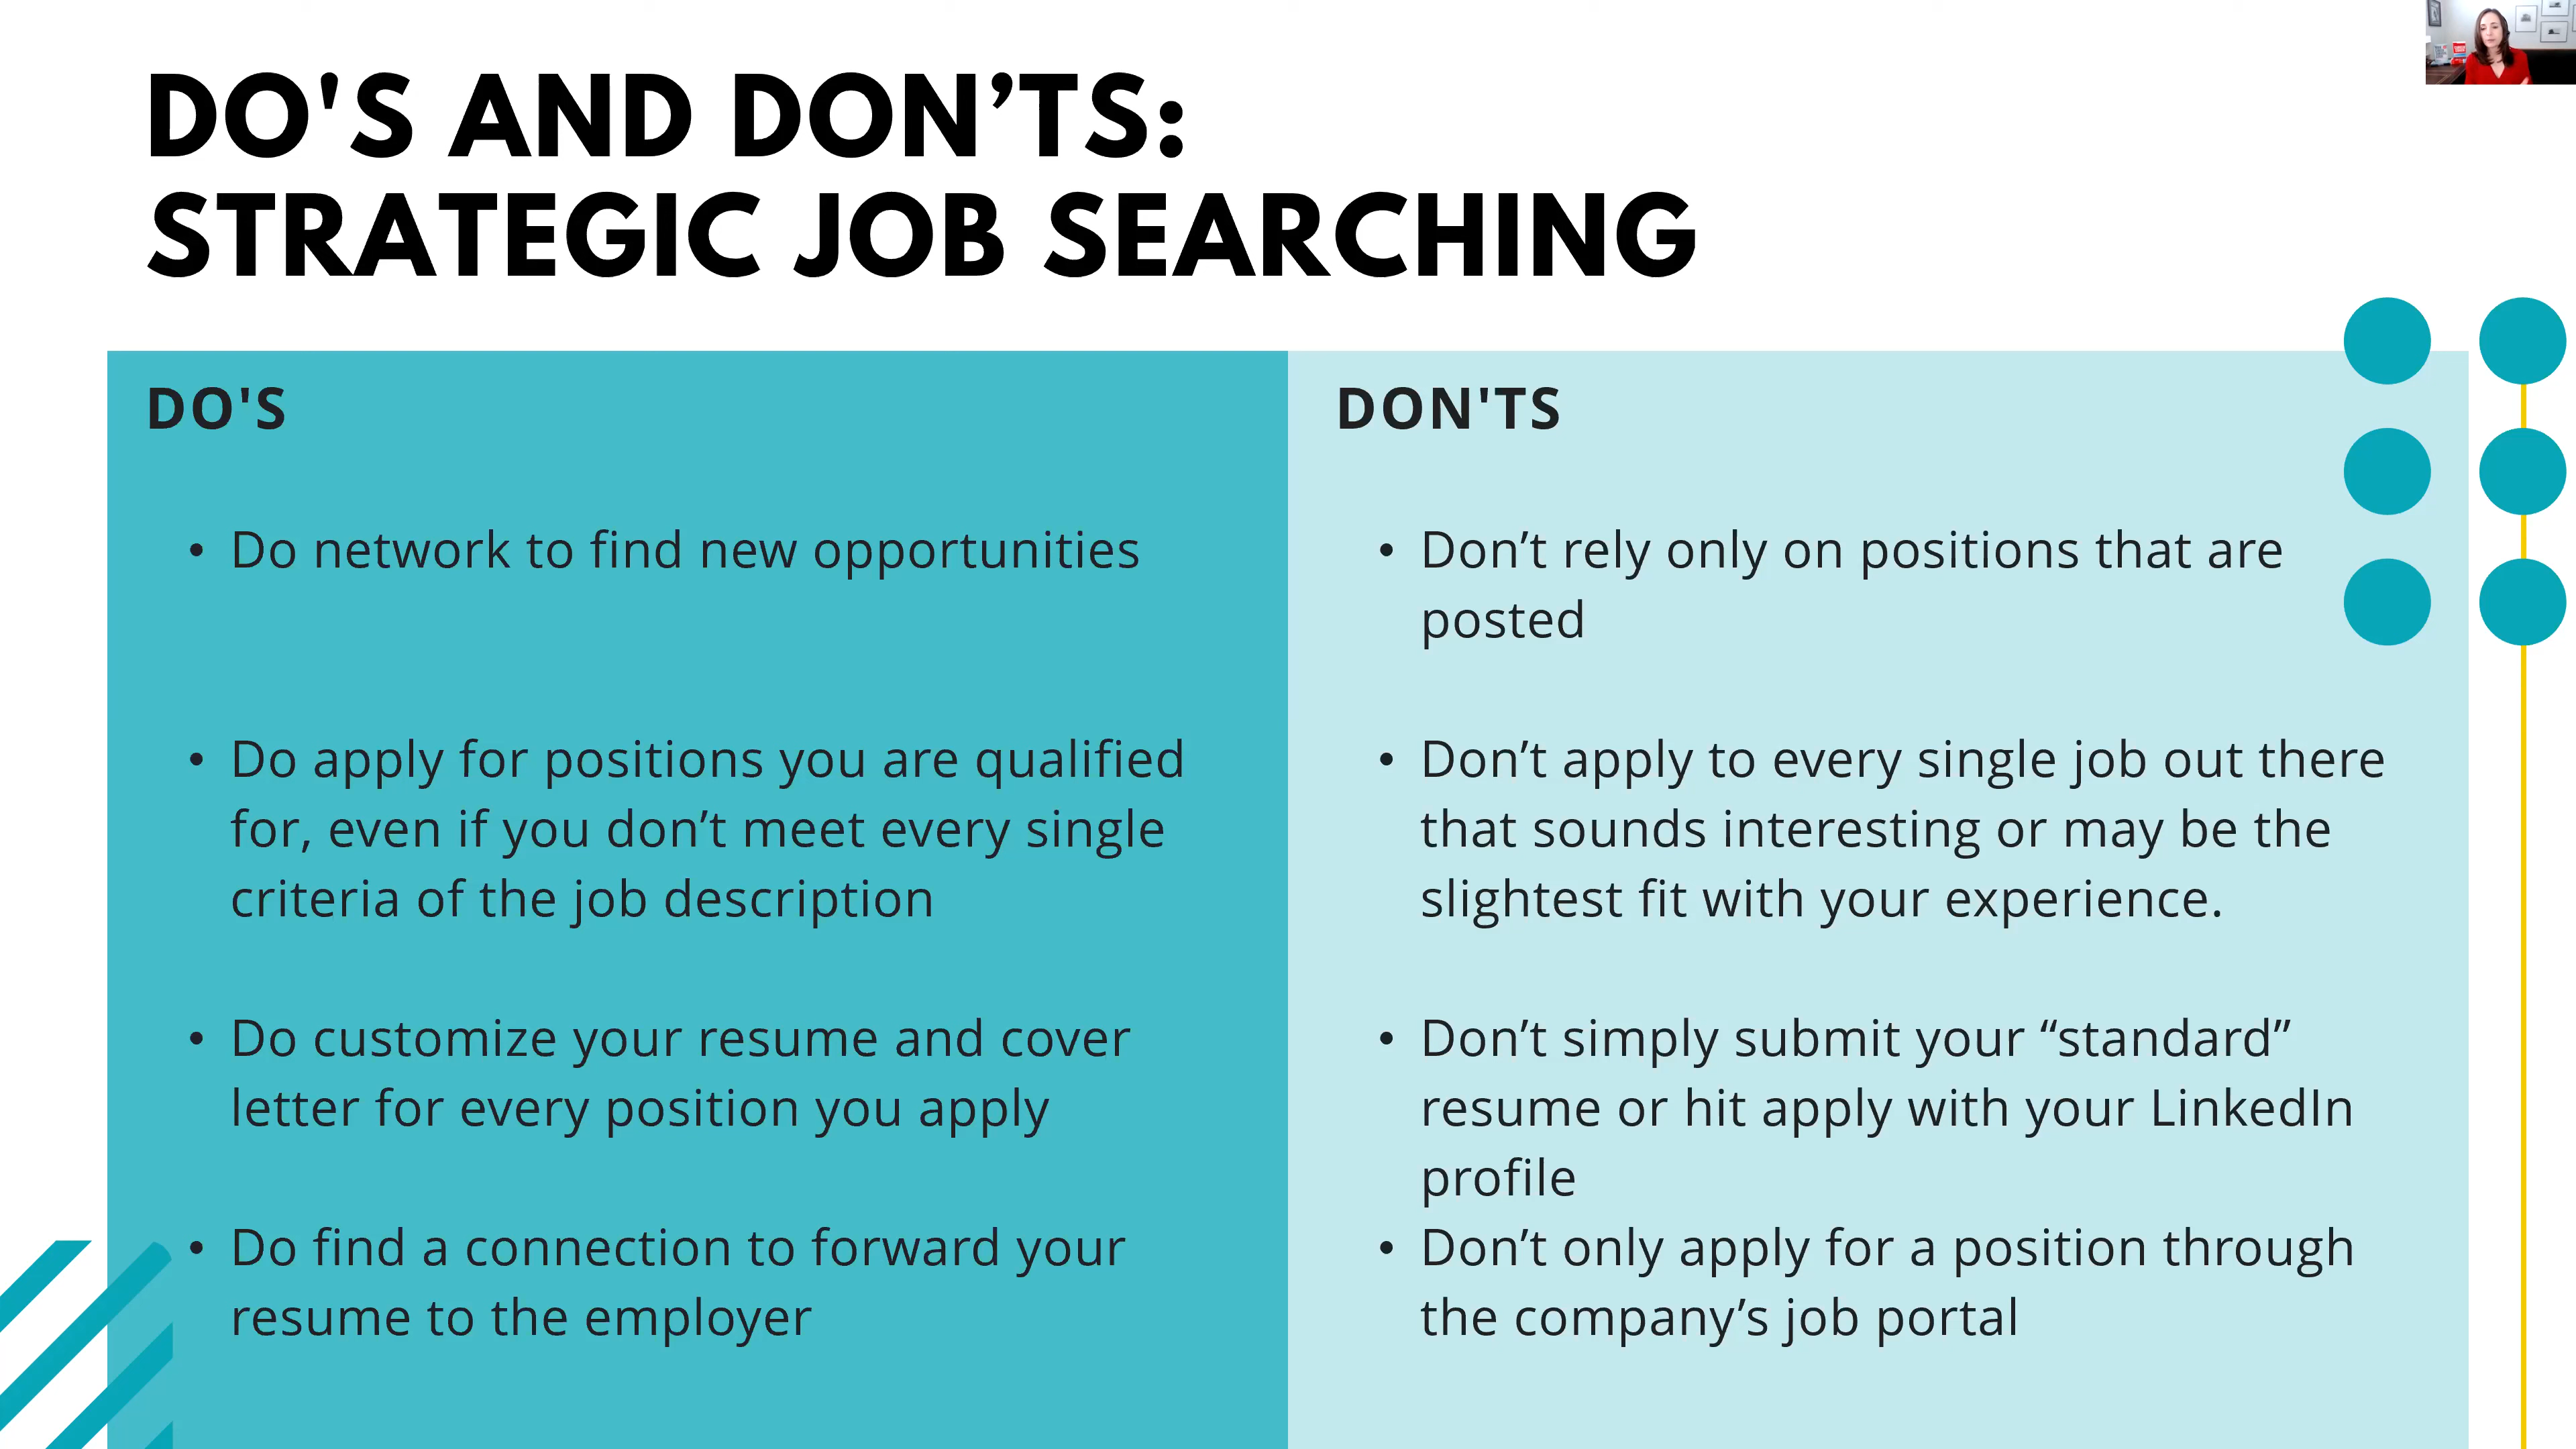 DO'S AND DON’TS:
STRATEGIC JOB SEARCHING
DO'S
• Do network to find new opportunities
• Do apply for positions you are qualified
for, even if you don’t meet every single
criteria of the job description
• Do customize your resume and cover
letter for every position you apply
• Do find a connection to forward your
resume to the employer
DON'TS
• Don’t rely only on positions that are
posted
• Don’t apply to every single job out there
that sounds interesting or may be the
slightest fit with your experience.
• Don’t simply submit your “standard”
resume or hit apply with your LinkedIn
profile
• Don’t only apply for a position through
the company’s job portal